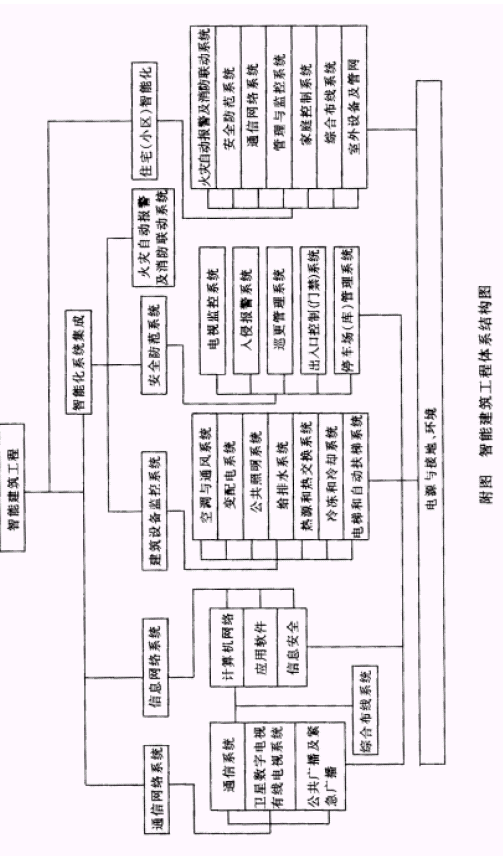 智能建筑工程
智能化系统集成
通信网络系统
信息网络系统
建筑设备监控系统
安全防范系统
火灾自动报警
及消防联动系统
住宅(小区)智能化
通信系统
卫星数字电视
有线电视系统
公共广播及紧
急广播
计算机网络
应用软件
信息安全
综合布线系统
空调与通风系统
变配电系统
公共照明系统
给排水系统
热源和热交换系统
冷冻和冷却系统
电梯和自动扶梯系统
电视监控系统
入侵报警系统
巡更管理系统
出入口控制(门禁)系统
停车场(库)管理系统
火灾自动报警及消防联动系统
安全防范系统
通信网络系统
管理与监控系统
家庭控制系统
综合布线系统
室外设备及管网
电源与接地、环境
附图 智能建筑工程体系结构图